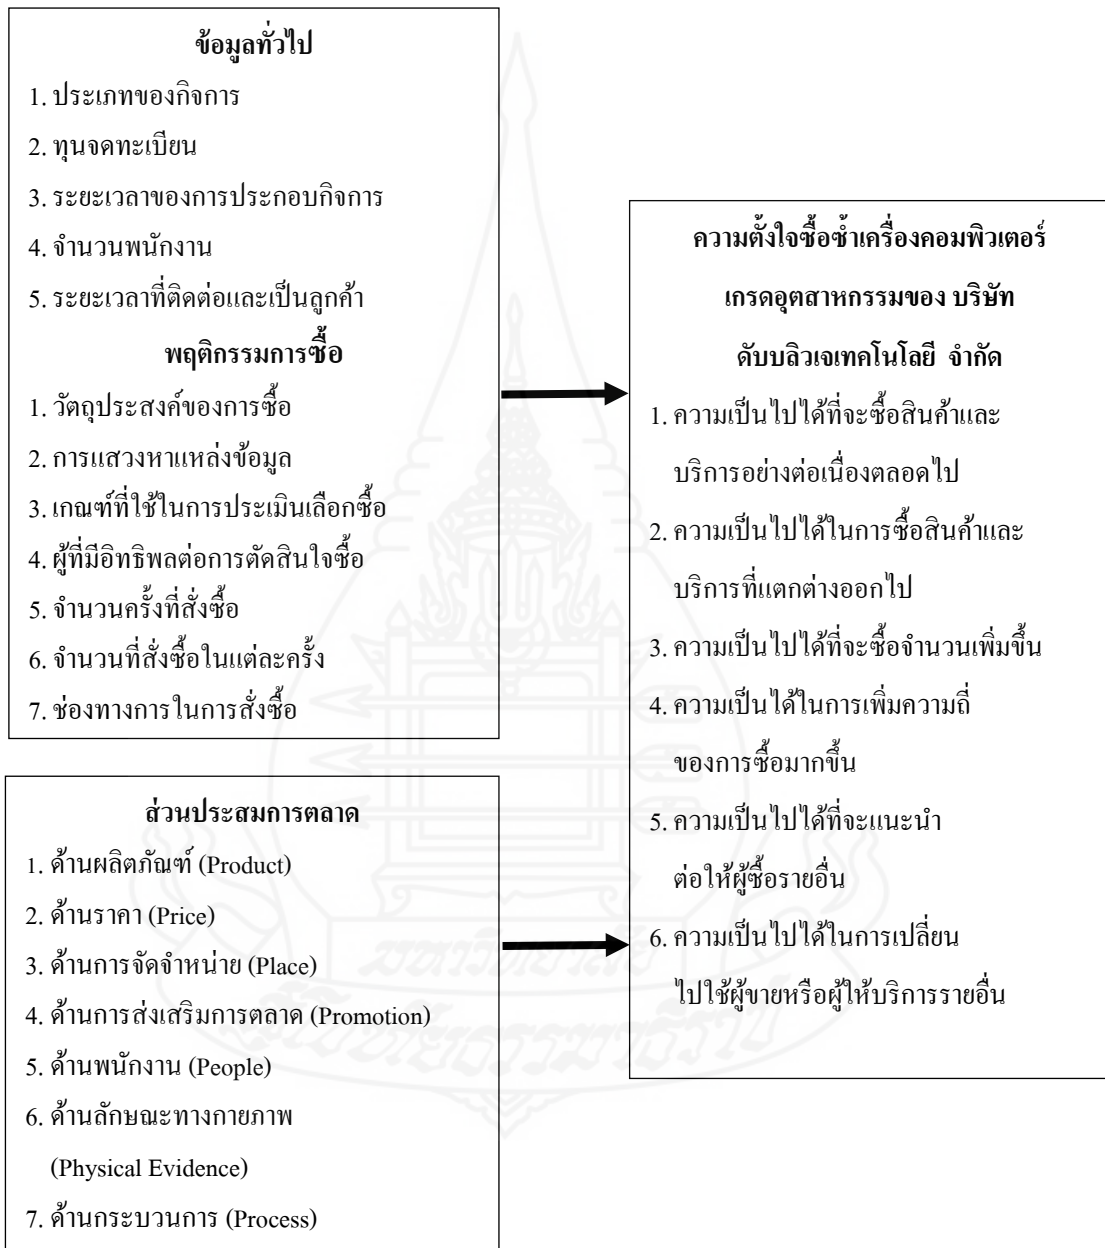 ข้อมูลทั่วไป
1. ประเภทของกิจการ
2. ทุนจดทะเบียน
3. ระยะเวลาของการประกอบกิจการ
4. จำนวนพนักงาน
5. ระยะเวลาที่ติดต่อและเป็นลูกค้า
พฤติกรรมการซื้อ
1. วัตถุประสงค์ของการซื้อ
2. การแสวงหาแหล่งข้อมูล
3. เกณฑ์ที่ใช้ในการประเมินเลือกซื้อ
4. ผู้ที่มีอิทธิพลต่อการตัดสินใจซื้อ
5. จำนวนครั้งที่สั่งซื้อ
6. จำนวนที่สั่งซื้อในแต่ละครั้ง
7. ช่องทางการในการสั่งซื้อ
ส่วนประสมการตลาด
1. ด้านผลิตภัณฑ์ (Product)
2. ด้านราคา (Price)
3. ด้านการจัดจำหน่าย (Place)
4. ด้านการส่งเสริมการตลาด (Promotion)
5. ด้านพนักงาน (People)
6. ด้านลักษณะทางกายภาพ
(Physical Evidence)
7. ด้านกระบวนการ (Process)
ความตั้งใจซื้อซ้ำเครื่องคอมพิวเตอร์
เกรดอุตสาหกรรมของ บริษัท
ดับบลิวเจเทคโนโลยี จำกัด
1. ความเป็นไปได้ที่จะซื้อสินค้าและ
บริการอย่างต่อเนื่องตลอดไป
2. ความเป็นไปได้ในการซื้อสินค้าและ
บริการที่แตกต่างออกไป
3. ความเป็นไปได้ที่จะซื้อจำนวนเพิ่มขึ้น
4. ความเป็นได้ในการเพิ่มความถี่
ของการซื้อมากขึ้น
5. ความเป็นไปได้ที่จะแนะนำ
ต่อให้ผู้ซื้อรายอื่น
6. ความเป็นไปได้ในการเปลี่ยน
ไปใช้ผู้ขายหรือผู้ให้บริการรายอื่น
มหาวิทยาลัย
สุโขทัยธรรมาธิราช